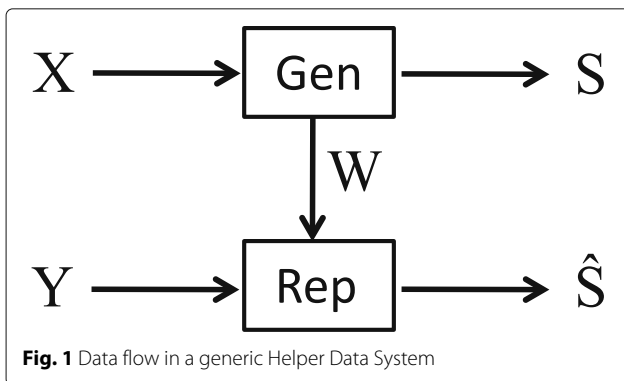 X Gen S
W
Y Rep Ŝ
Fig. 1 Data flow in a generic Helper Data System